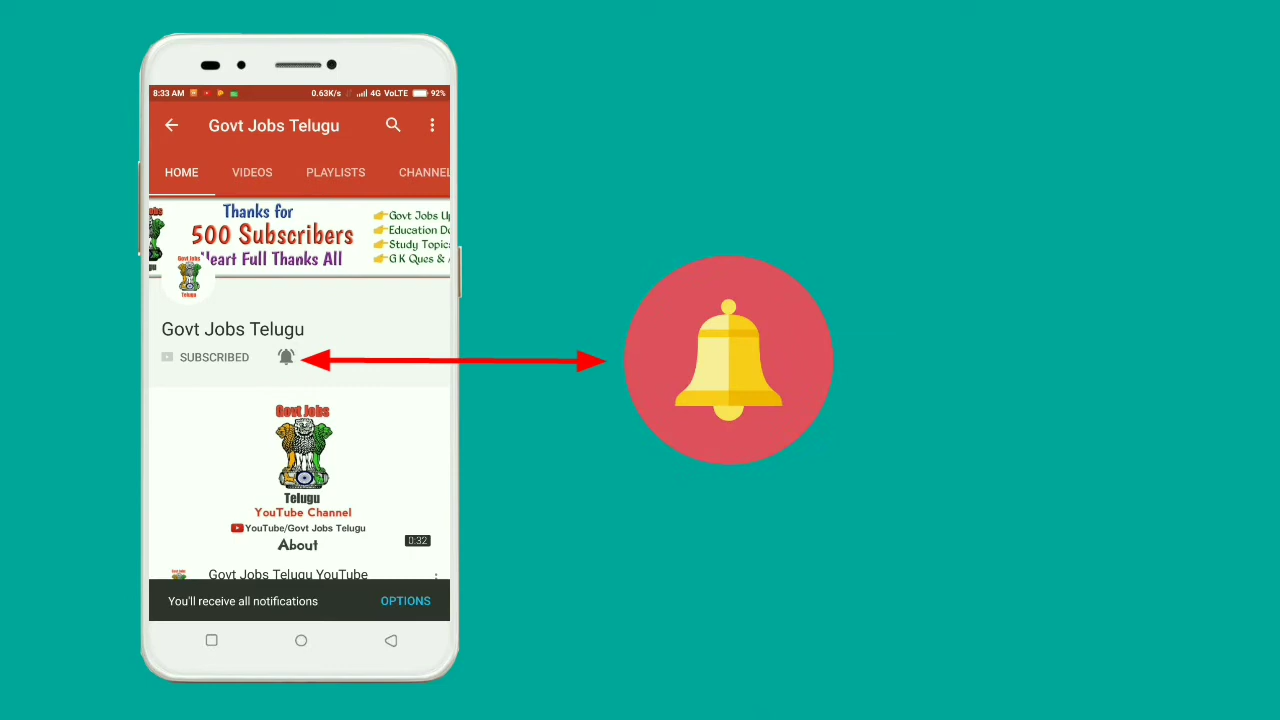 8:33 AM 0.63K/s 4G VoLTE 92%
Govt Jobs Telugu
HOME VIDEOS PLAYLISTS CHANNEL
Thanks for
500 Subscribers
Heart Full Thanks All
Govt Jobs U
Education D
Study Topic
G K Ques &
Govt Jobs
Telugu
Govt Jobs Telugu
SUBSCRIBED
Govt Jobs
Telugu
YouTube Channel
YouTube/Govt Jobs Telugu
About
0:32
Govt Jobs Telugu YouTube
You'll receive all notifications OPTIONS